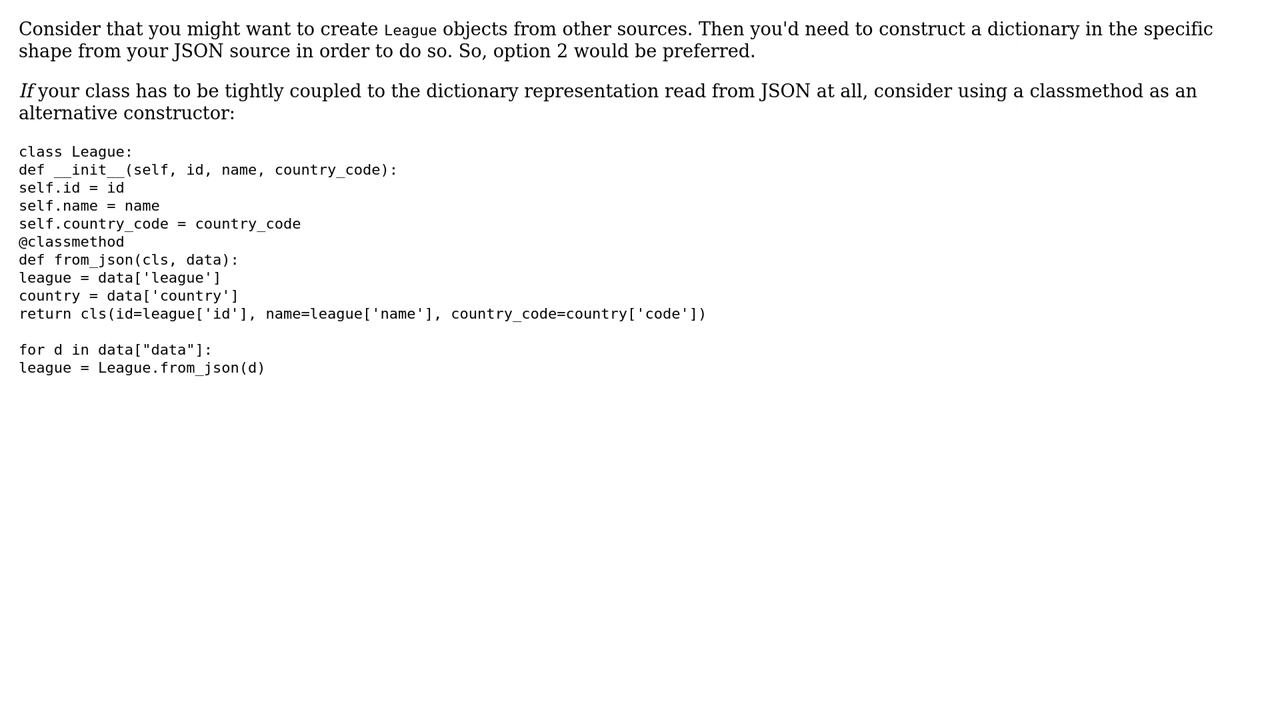 Consider that you might want to create League objects from other sources. Then you'd need to construct a dictionary in the specific
shape from your JSON source in order to do so. So, option 2 would be preferred.
If your class has to be tightly coupled to the dictionary representation read from JSON at all, consider using a classmethod as an
alternative constructor:
class League:
def __init__(self, id, name, country_code):
self.id = id
self.name = name
self.country_code = country_code
@classmethod
def from_json(cls, data):
league = data['league']
country = data['country']
return cls(id=league['id'], name=league['name'], country_code=country['code'])
for d in data["data"]:
league = League.from_json(d)